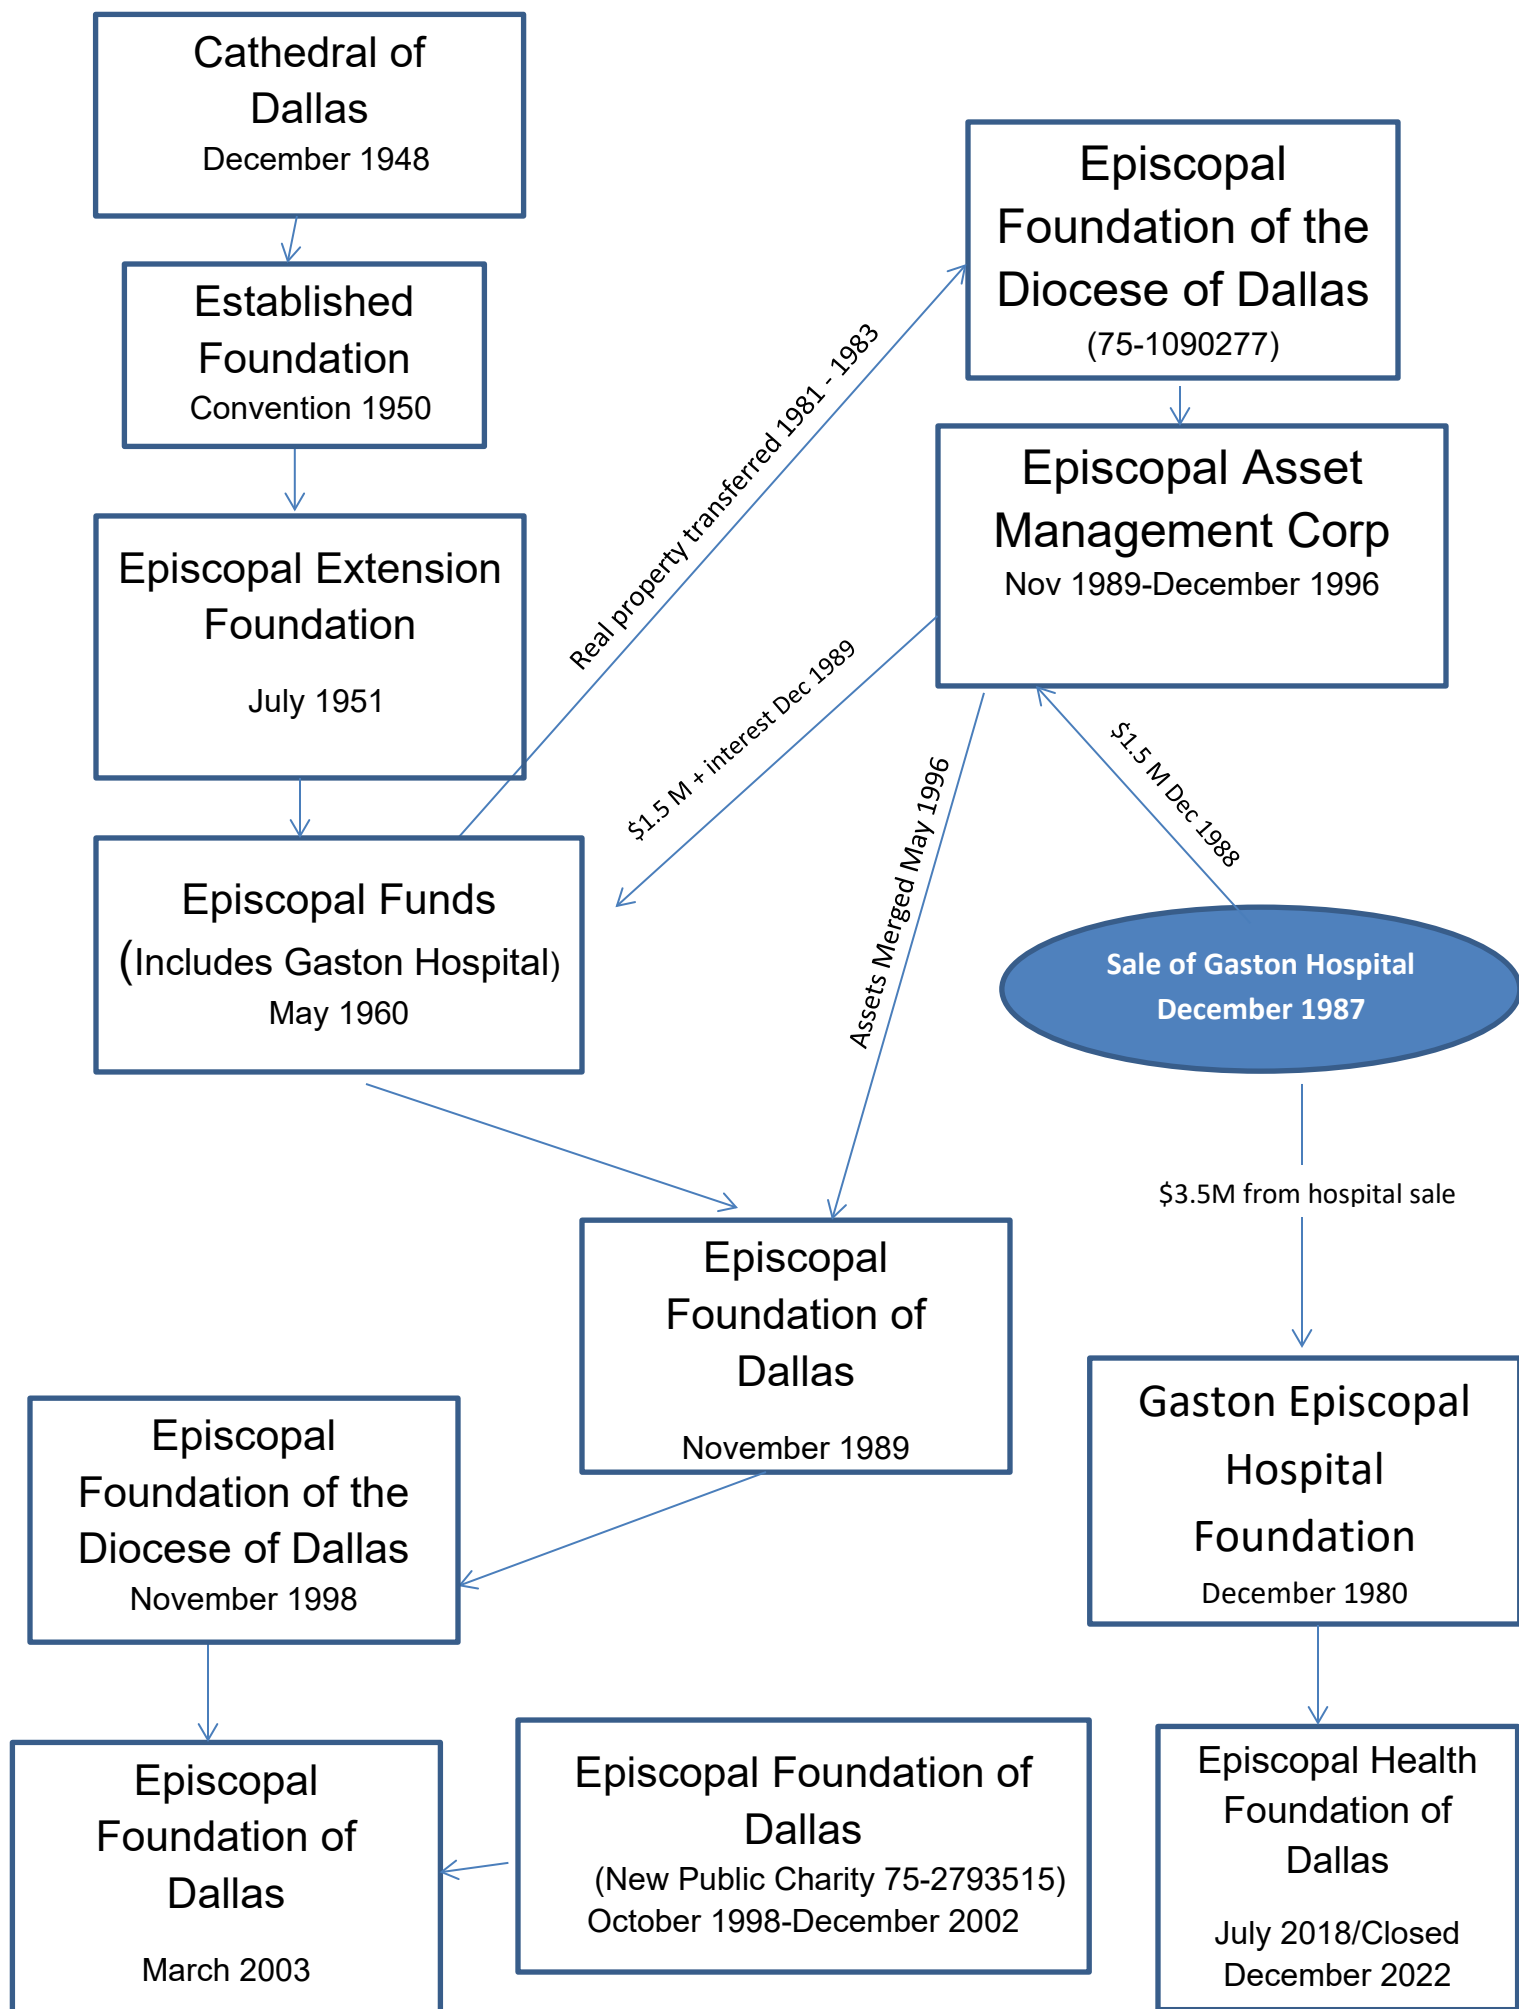 Cathedral of
Dallas
December 1948
Episcopal
Foundation of the
Diocese of Dallas
(75-1090277)
Established
Foundation
Convention 1950
Real property transferred 1981 - 1983
Episcopal Asset
Management Corp
Nov 1989-December 1996
Episcopal Extension
Foundation
July 1951
$1.5 M + interest Dec 1989
$1.5 M Dec 1988
Assets Merged May 1996
Episcopal Funds
(Includes Gaston Hospital)
May 1960
Sale of Gaston Hospital
December 1987
$3.5M from hospital sale
Episcopal
Foundation of
Dallas
November 1989
Gaston Episcopal
Hospital
Foundation
December 1980
Episcopal
Foundation of the
Diocese of Dallas
November 1998
Episcopal
Foundation of
Dallas
March 2003
Episcopal Foundation of
Dallas
(New Public Charity 75-2793515)
October 1998-December 2002
Episcopal Health
Foundation of
Dallas
July 2018/Closed
December 2022